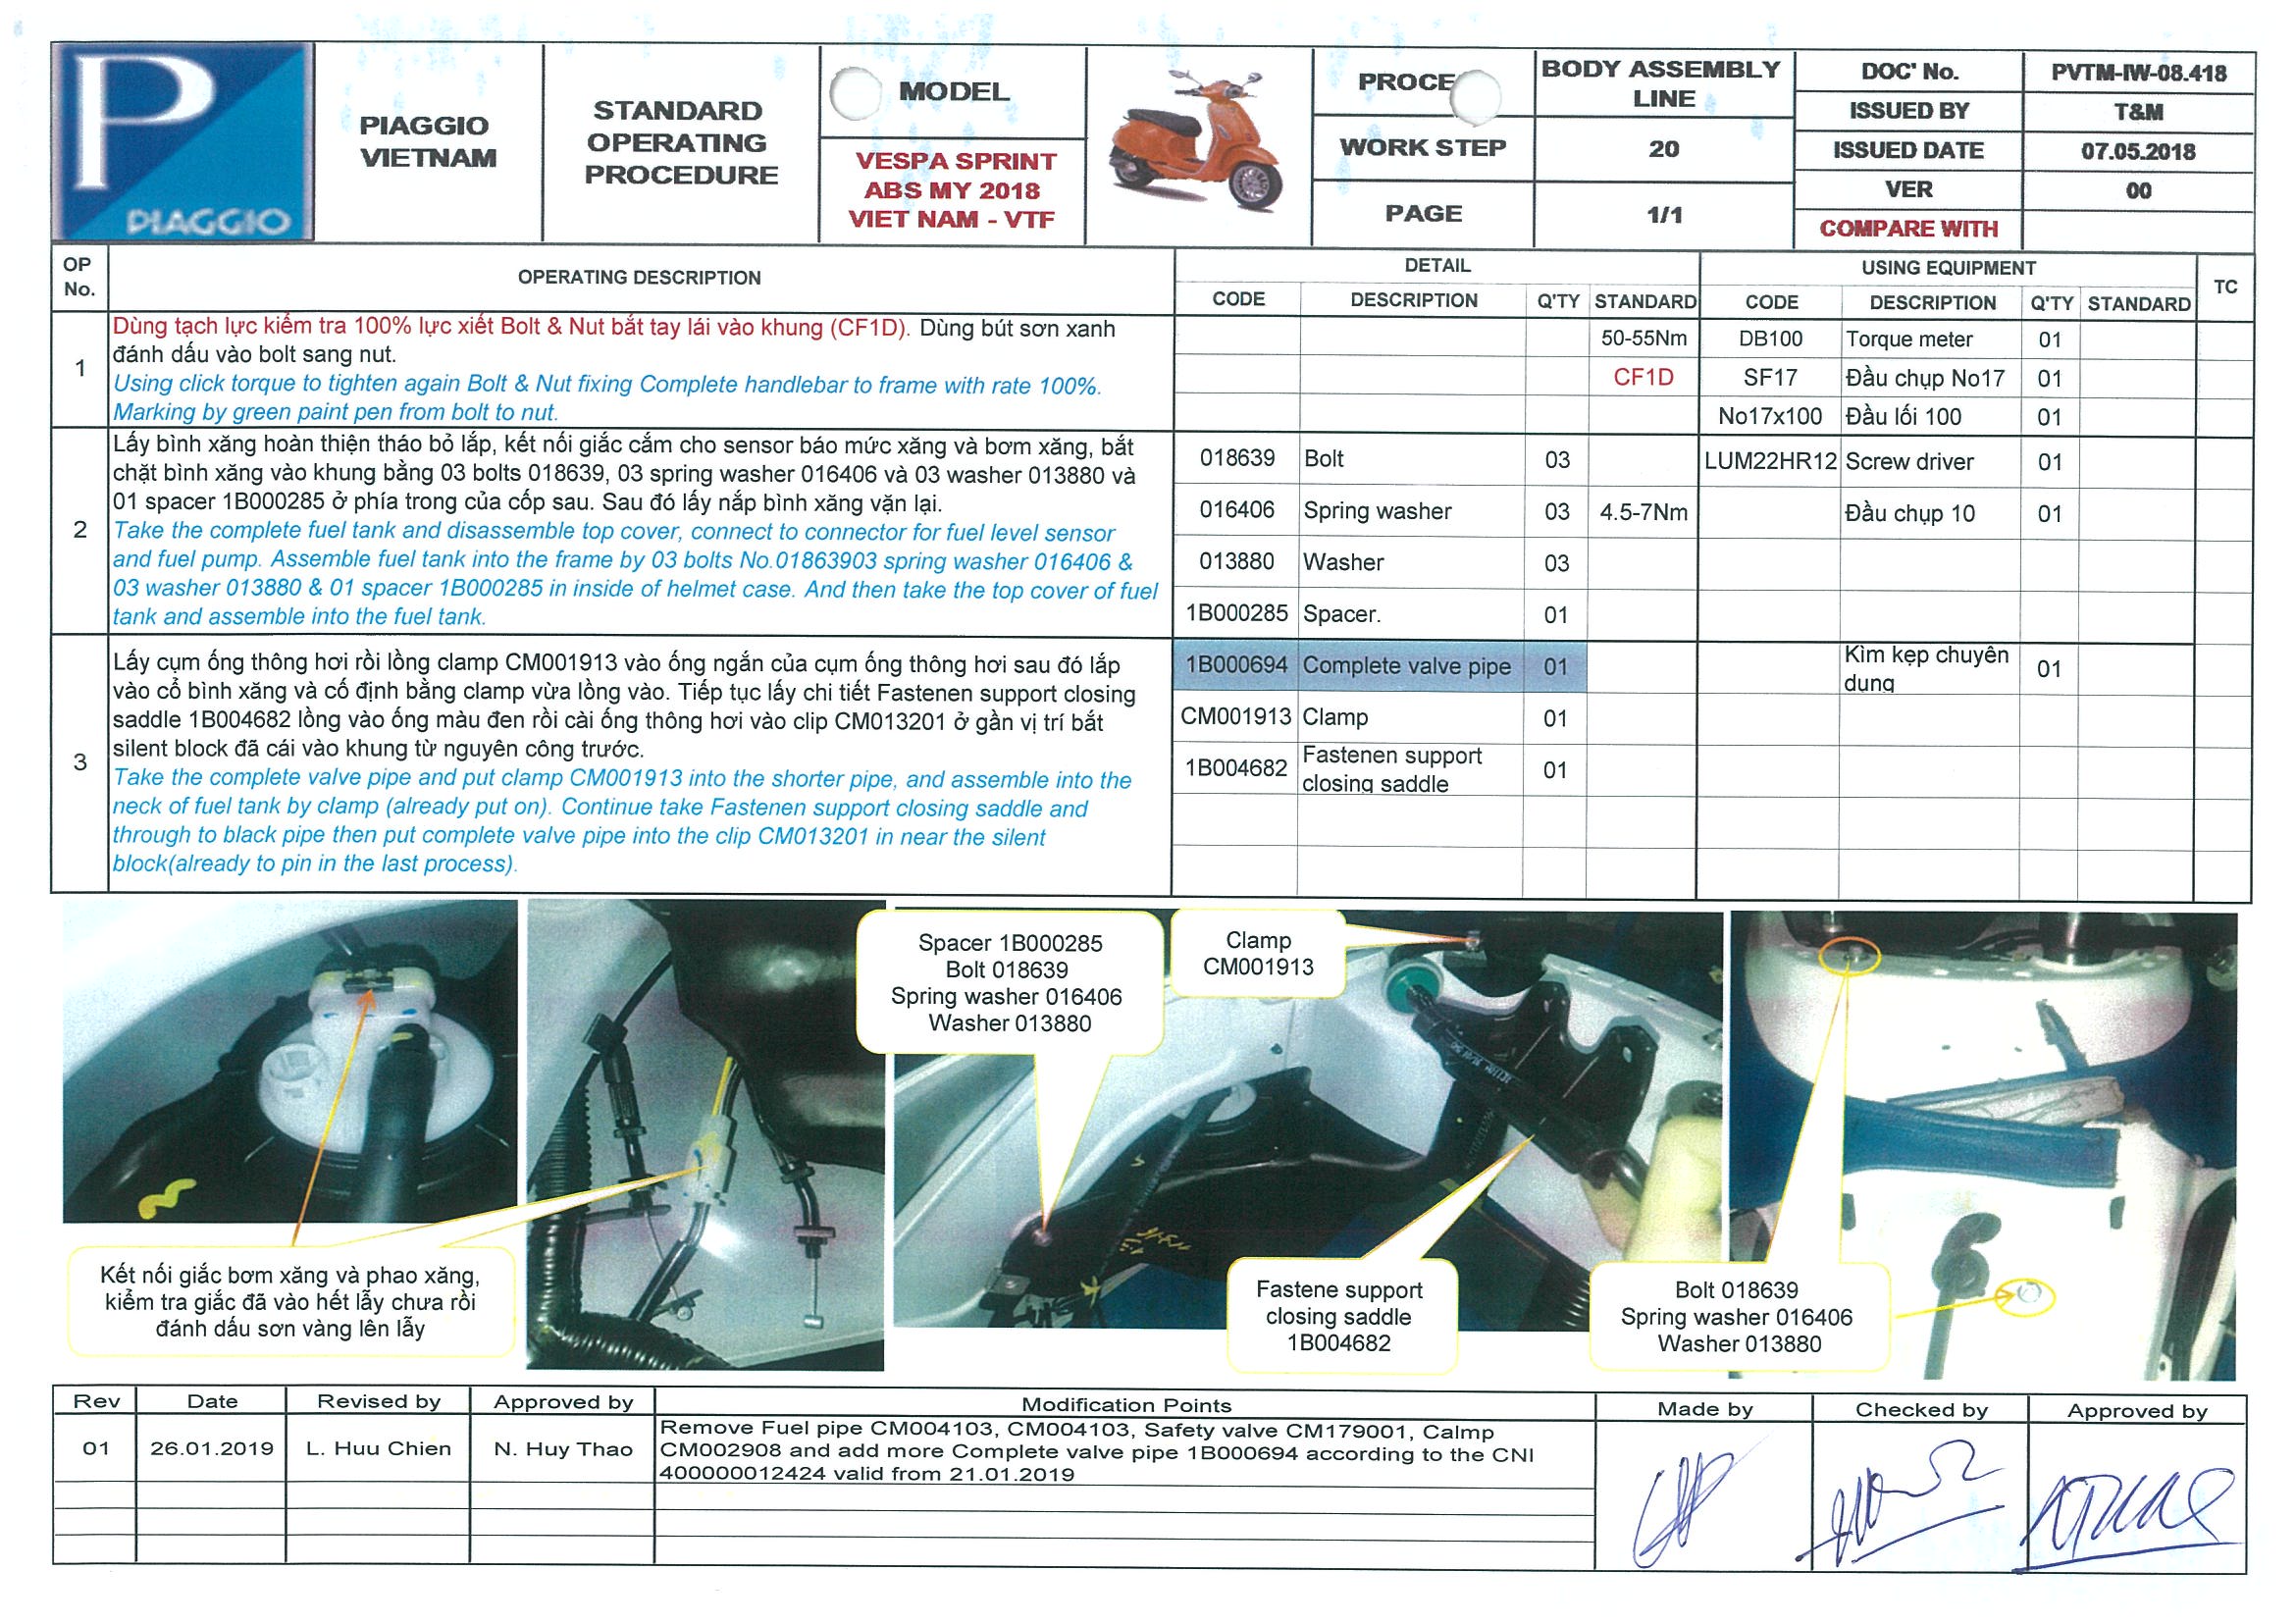 PIAGGIO
PIAGGIO
VIETNAM
STANDARD
OPERATING
PROCEDURE
MODEL
VESPA SPRINT
ABS MY 2018
VIET NAM - VTF
BODY ASSEMBLY
LINE
WORK STEP
20
PAGE
1/1
DOC' No.
PVTM-IW-08.418
ISSUED BY
T&M
ISSUED DATE
07.05.2018
VER
00
COMPARE WITH
OP
No.
OPERATING DESCRIPTION
DETAIL
USING EQUIPMENT
TC
CODE
DESCRIPTION
Q'TY
STANDARD
CODE
DESCRIPTION
Q'TY
STANDARD
1
Dùng tạch lực kiểm tra 100% lực xiết Bolt & Nut bắt tay lái vào khung (CF1D). Dùng bút sơn xanh
đánh dấu vào bolt sang nut.
Using click torque to tighten again Bolt & Nut fixing Complete handlebar to frame with rate 100%.
Marking by green paint pen from bolt to nut.
50-55Nm
DB100
Torque meter
01
CF1D
SF17
Đầu chụp No17
01
No17x100
Đầu lối 100
01
2
Lấy bình xăng hoàn thiện tháo bỏ lắp, kết nối giắc cắm cho sensor báo mức xăng và bơm xăng, bắt
chặt bình xăng vào khung bằng 03 bolts 018639, 03 spring washer 016406 và 03 washer 013880 và
01 spacer 1B000285 ở phía trong của cốp sau. Sau đó lấy nắp bình xăng vặn lại.
Take the complete fuel tank and disassemble top cover, connect to connector for fuel level sensor
and fuel pump. Assemble fuel tank into the frame by 03 bolts No.01863903 spring washer 016406 &
03 washer 013880 & 01 spacer 1B000285 in inside of helmet case. And then take the top cover of fuel
tank and assemble into the fuel tank.
018639
Bolt
03
LUM22HR12
Screw driver
01
016406
Spring washer
03
4.5-7Nm
Đầu chụp 10
01
013880
Washer
03
1B000285
Spacer.
01
3
Lấy cụm ống thông hơi rồi lồng clamp CM001913 vào ống ngắn của cụm ống thông hơi sau đó lắp
vào cổ bình xăng và cố định bằng clamp vừa lồng vào. Tiếp tục lấy chi tiết Fastenen support closing
saddle 1B004682 lồng vào ống màu đen rồi cài ống thông hơi vào clip CM013201 ở gần vị trí bắt
silent block đã cái vào khung từ nguyên công trước.
Take the complete valve pipe and put clamp CM001913 into the shorter pipe, and assemble into the
neck of fuel tank by clamp (already put on). Continue take Fastenen support closing saddle and
through to black pipe then put complete valve pipe into the clip CM013201 in near the silent
block(already to pin in the last process).
1B000694
Complete valve pipe
01
Kìm kẹp chuyên
dụng
01
CM001913
Clamp
01
1B004682
Fastenen support
closing saddle
01
Spacer 1B000285
Bolt 018639
Spring washer 016406
Washer 013880
Clamp
CM001913
Kết nối giắc bơm xăng và phao xăng,
kiểm tra giắc đã vào hết lẫy chưa rồi
đánh dấu sơn vàng lên lẫy
Fastene support
closing saddle
1B004682
Bolt 018639
Spring washer 016406
Washer 013880
Rev
Date
Revised by
Approved by
Modification Points
Made by
Checked by
Approved by
01
26.01.2019
L. Huu Chien
N. Huy Thao
Remove Fuel pipe CM004103, CM004103, Safety valve CM179001, Calmp
CM002908 and add more Complete valve pipe 1B000694 according to the CNI
400000012424 valid from 21.01.2019